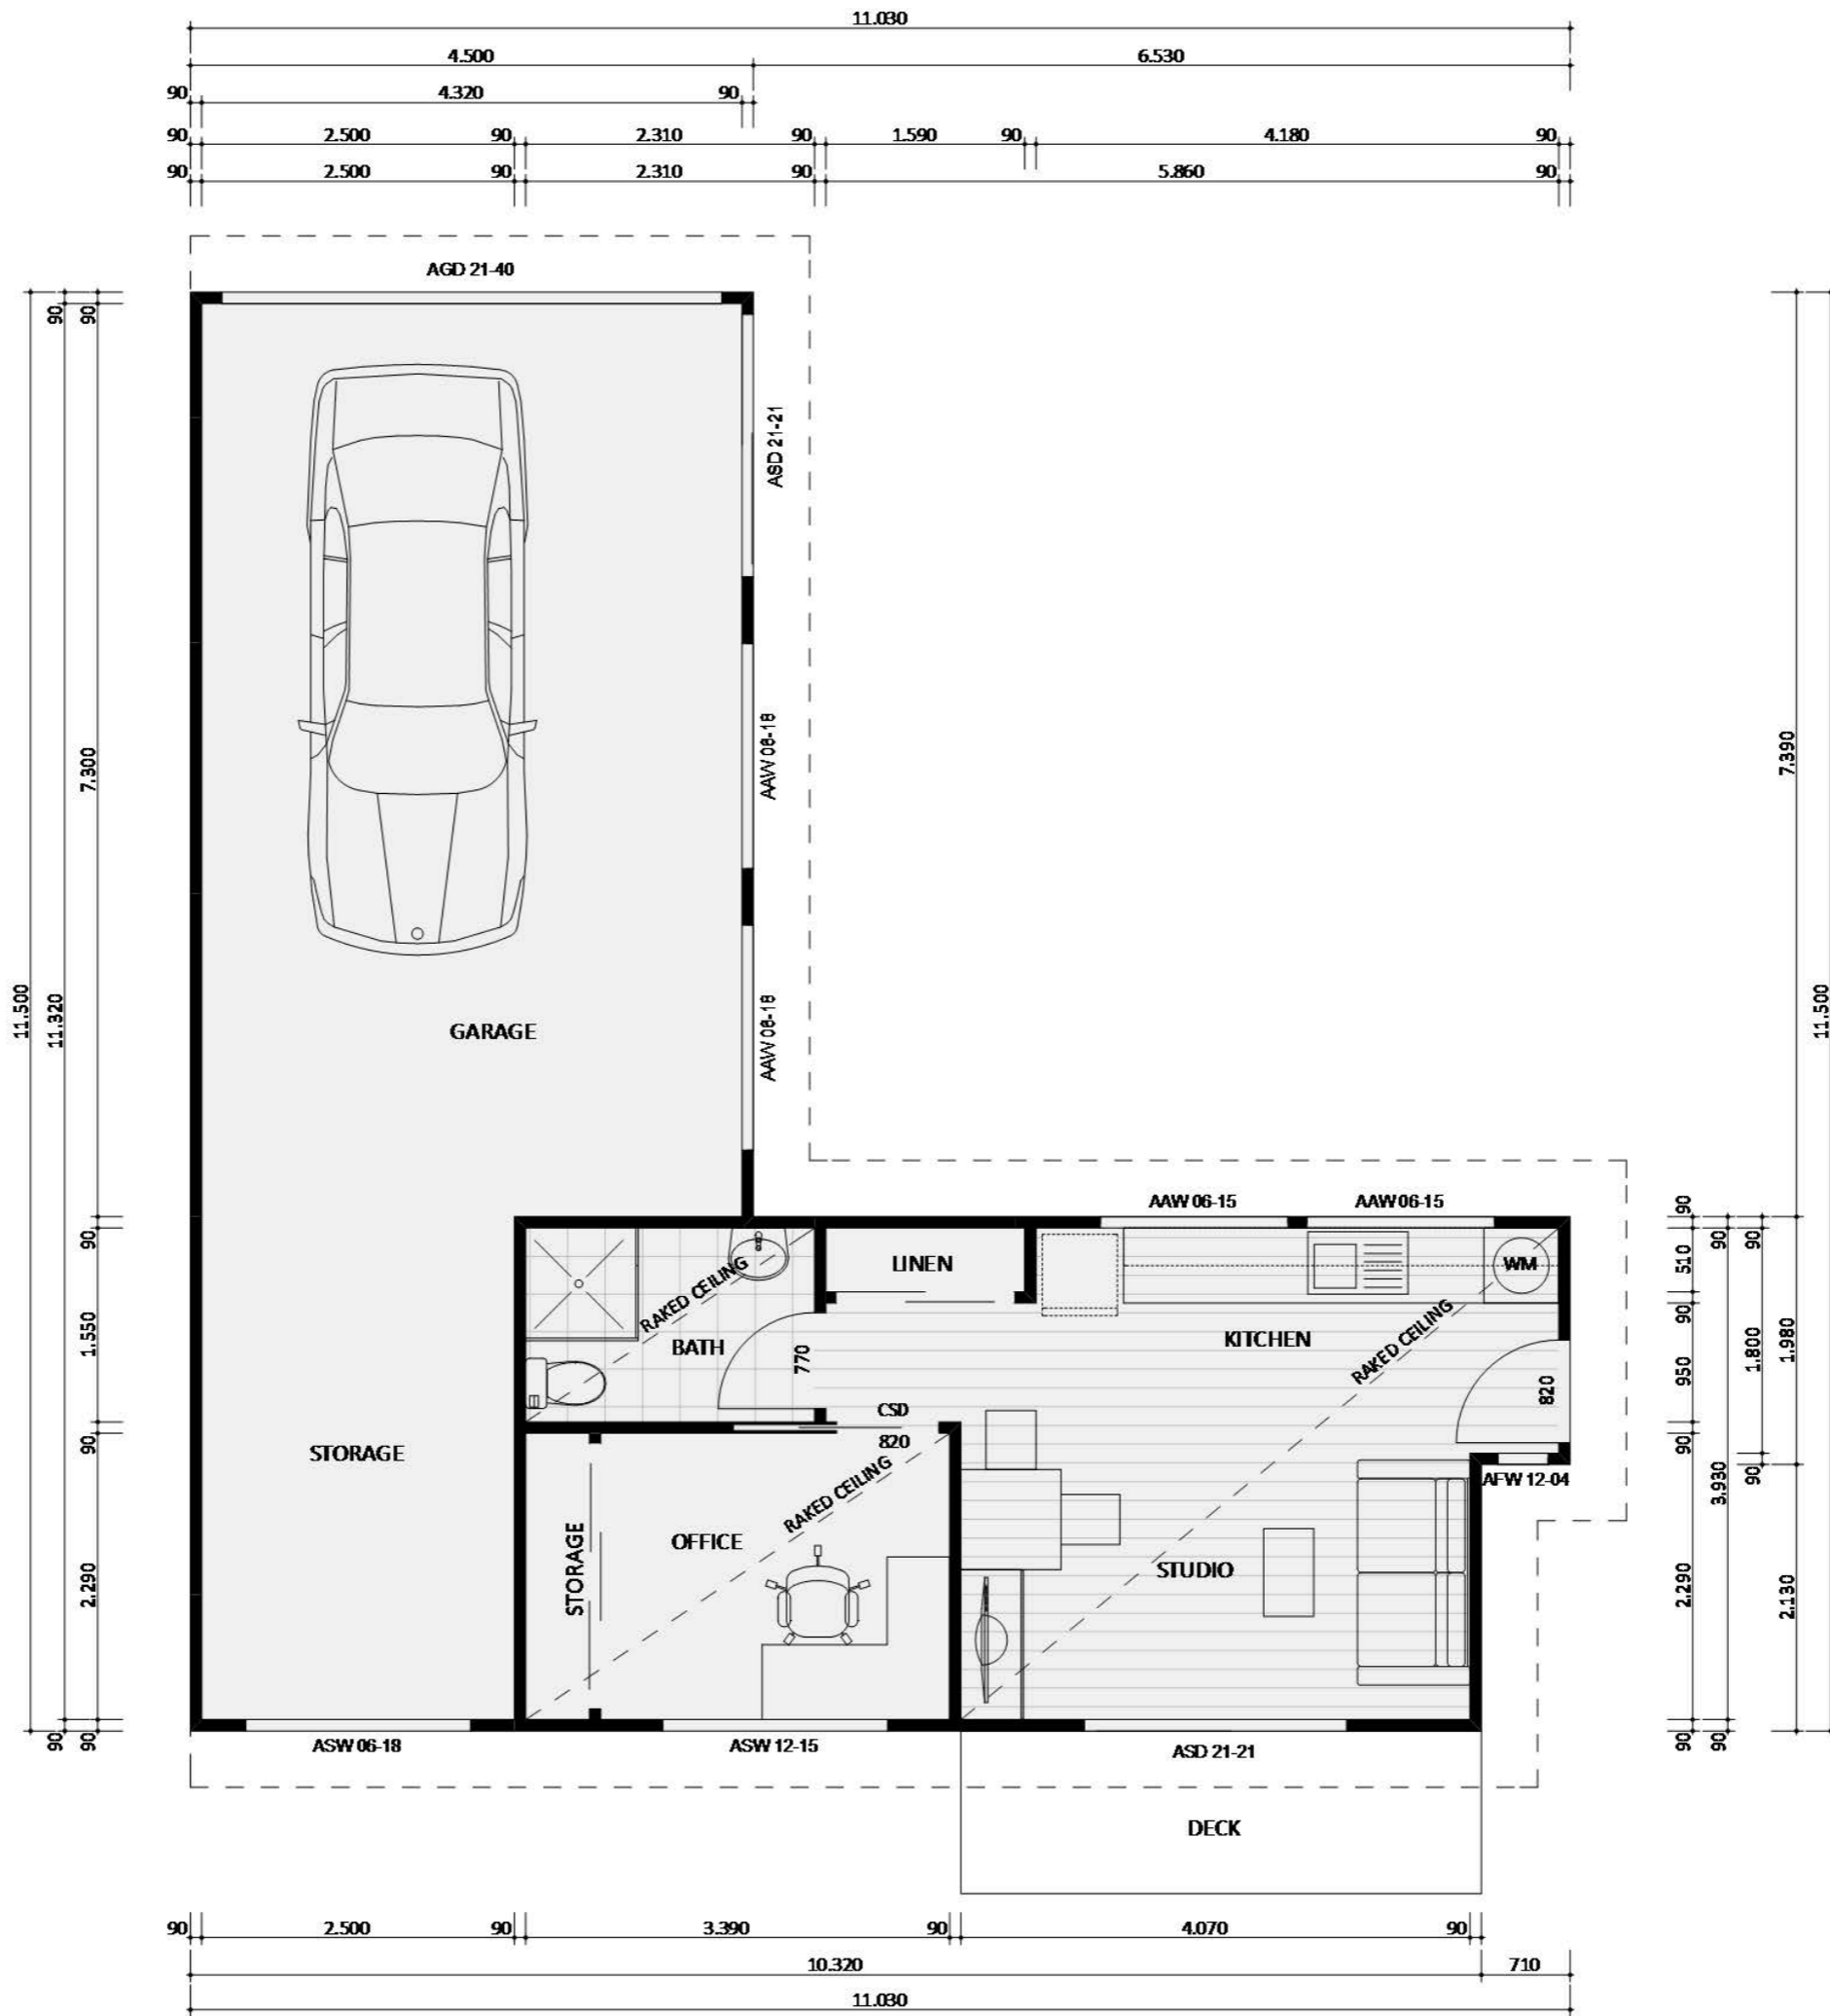 11.030
4.500 6.530
90 4.320 90
90 2.500 90 2.310 90 1.590 90 4.180 90
90 2.500 90 2.310 90 5.860 90
AGD 21-40
90 90
ASD 21-21
AAW 06-18
7.300
7.390
11.500
11.320
11.500
GARAGE
AAW 06-18
AAW 06-15 AAW 06-15
90
90 90 90
LINEN
WM
510
RAKED CEILING
90
BATH
KITCHEN
RAKED CEILING
1.550
770
950
1.800
1.980
820
CSD
820
90
90
STORAGE
90
AFW 12-04
3.930
RAKED CEILING
OFFICE
STORAGE
STUDIO
2.290
2.290
2.130
90 90
90 90
ASW 06-18
ASW 12-15
ASD 21-21
DECK
90 2.500 90 3.390 90 4.070 90
10.320 710
11.030